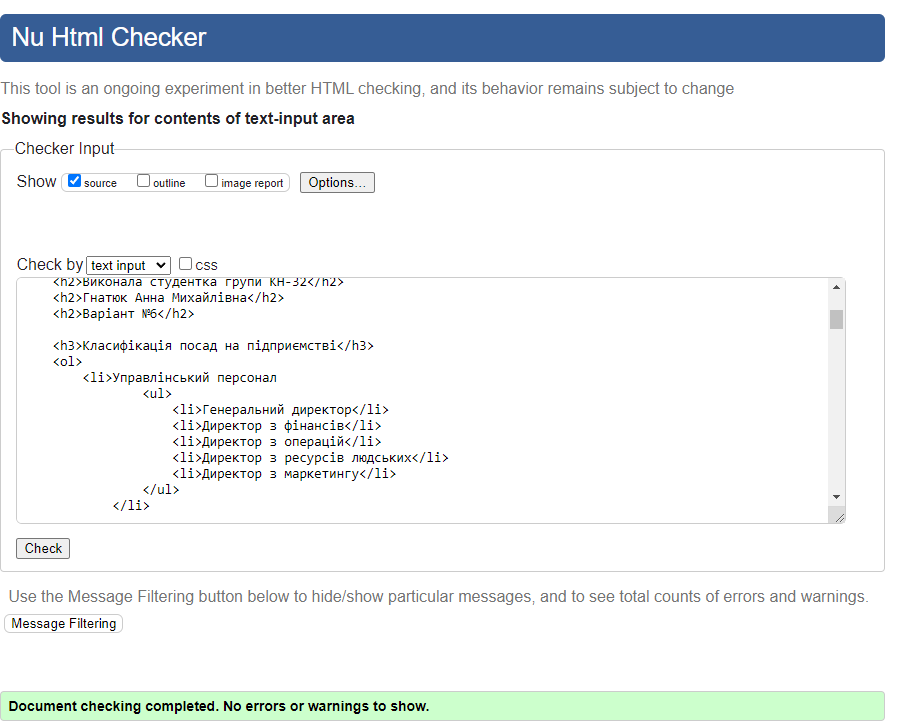 Nu Html Checker
This tool is an ongoing experiment in better HTML checking, and its behavior remains subject to change
Showing results for contents of text-input area
Checker Input
Show source outline image report Options...
Check by text input css
<h2>Виконала студентка групи КН-32</h2>
<h2>Гнатюк Анна Михайлівна</h2>
<h2>Варіант №6</h2>
<h3>Класифікація посад на підприємстві</h3>
<ol>
<li>Управлінський персонал
<ul>
<li>Генеральний директор</li>
<li>Директор з фінансів</li>
<li>Директор з операцій</li>
<li>Директор з ресурсів людських</li>
<li>Директор з маркетингу</li>
</ul>
</li>
Check
Use the Message Filtering button below to hide/show particular messages, and to see total counts of errors and warnings.
Message Filtering
Document checking completed. No errors or warnings to show.